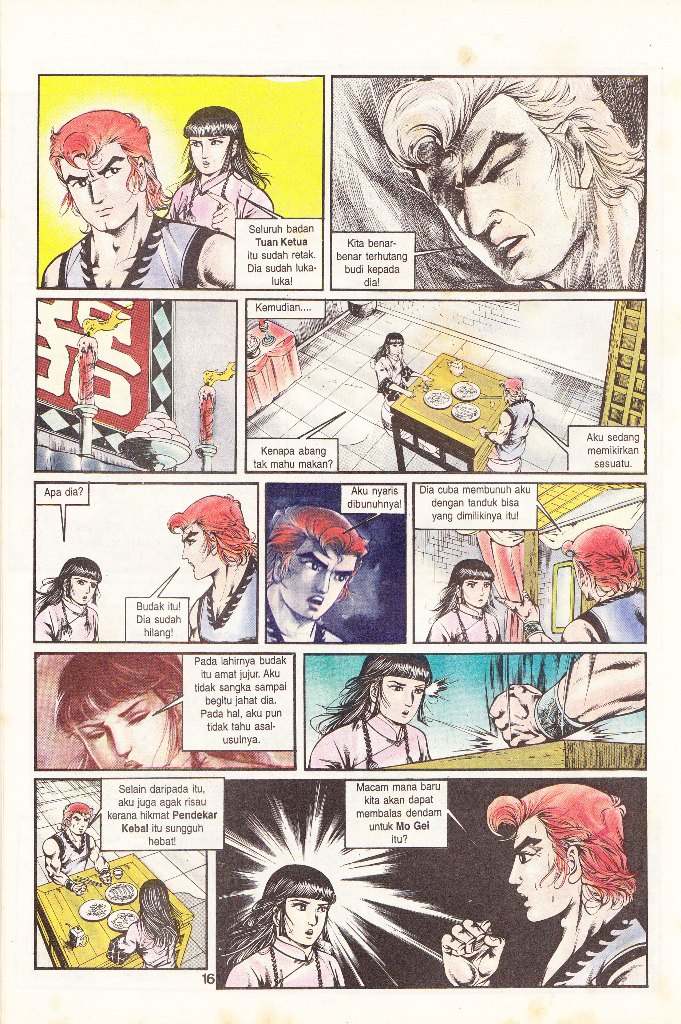 Seluruh badan
Tuan Ketua
itu sudah retak.
Dia sudah luka-
luka!
Kita benar-
benar terhutang
budi kepada
dia!
Kemudian....
Kenapa abang
tak mahu makan?
Aku sedang
memikirkan
sesuatu.
Apa dia?
Budak itu!
Dia sudah
hilang!
Aku nyaris
dibunuhnya!
Dia cuba membunuh aku
dengan tanduk bisa
yang dimilikinya itu!
Pada lahirnya budak
itu amat jujur. Aku
tidak sangka sampai
begitu jahat dia.
Pada hal, aku pun
tidak tahu asal-
usulnya.
Selain daripada itu,
aku juga agak risau
kerana hikmat Pendekar
Kebal itu sungguh
hebat!
Macam mana baru
kita akan dapat
membalas dendam
untuk Mo Gei
itu?
16